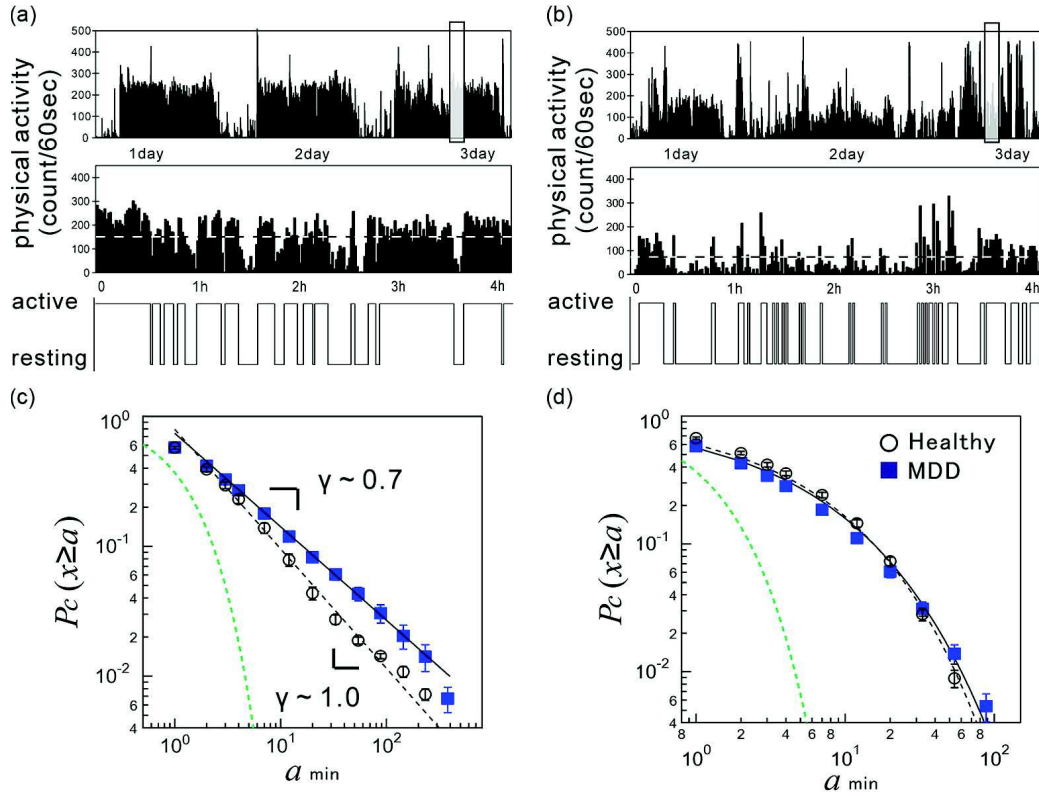 (a)
physical activity
(count/60sec)
500
400
300
200
100
0
1day 2day 3day
400
300
200
100
0
0 1h 2h 3h 4h
active
resting
(b)
physical activity
(count/60sec)
500
400
300
200
100
0
1day 2day 3day
400
300
200
100
0
0 1h 2h 3h 4h
active
resting
(c)
Pc (x≥a)
10⁰
6
4
2
10⁻¹
6
4
2
10⁻²
6
4
γ ~ 0.7
γ ~ 1.0
10⁰ 10¹ 10²
a min
(d)
Pc (x≥a)
10⁰
6
4
2
10⁻¹
6
4
2
10⁻²
6
4
Healthy
MDD
8 10⁰ 2 4 6 8 10¹ 2 4 6 8 10²
a min